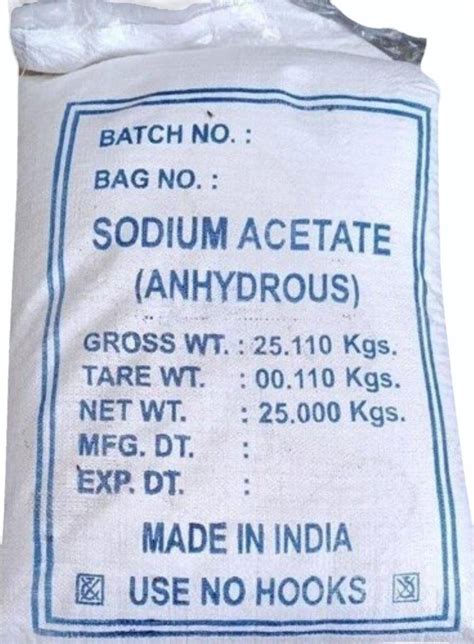 BATCH NO. :
BAG NO. :
SODIUM ACETATE
(ANHYDROUS)
GROSS WT. : 25.110 Kgs.
TARE WT. : 00.110 Kgs.
NET WT. : 25.000 Kgs.
MFG. DT. :
EXP. DT. :
MADE IN INDIA
USE NO HOOKS